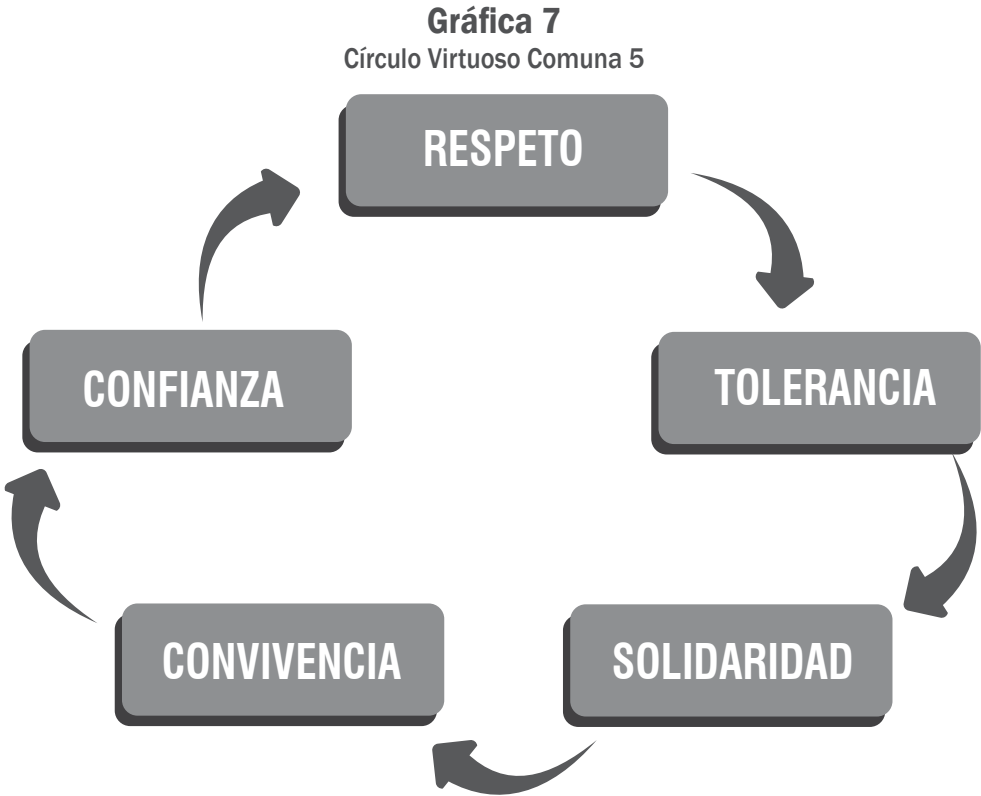 Gráfica 7
Círculo Virtuoso Comuna 5
RESPETO
TOLERANCIA
SOLIDARIDAD
CONVIVENCIA
CONFIANZA